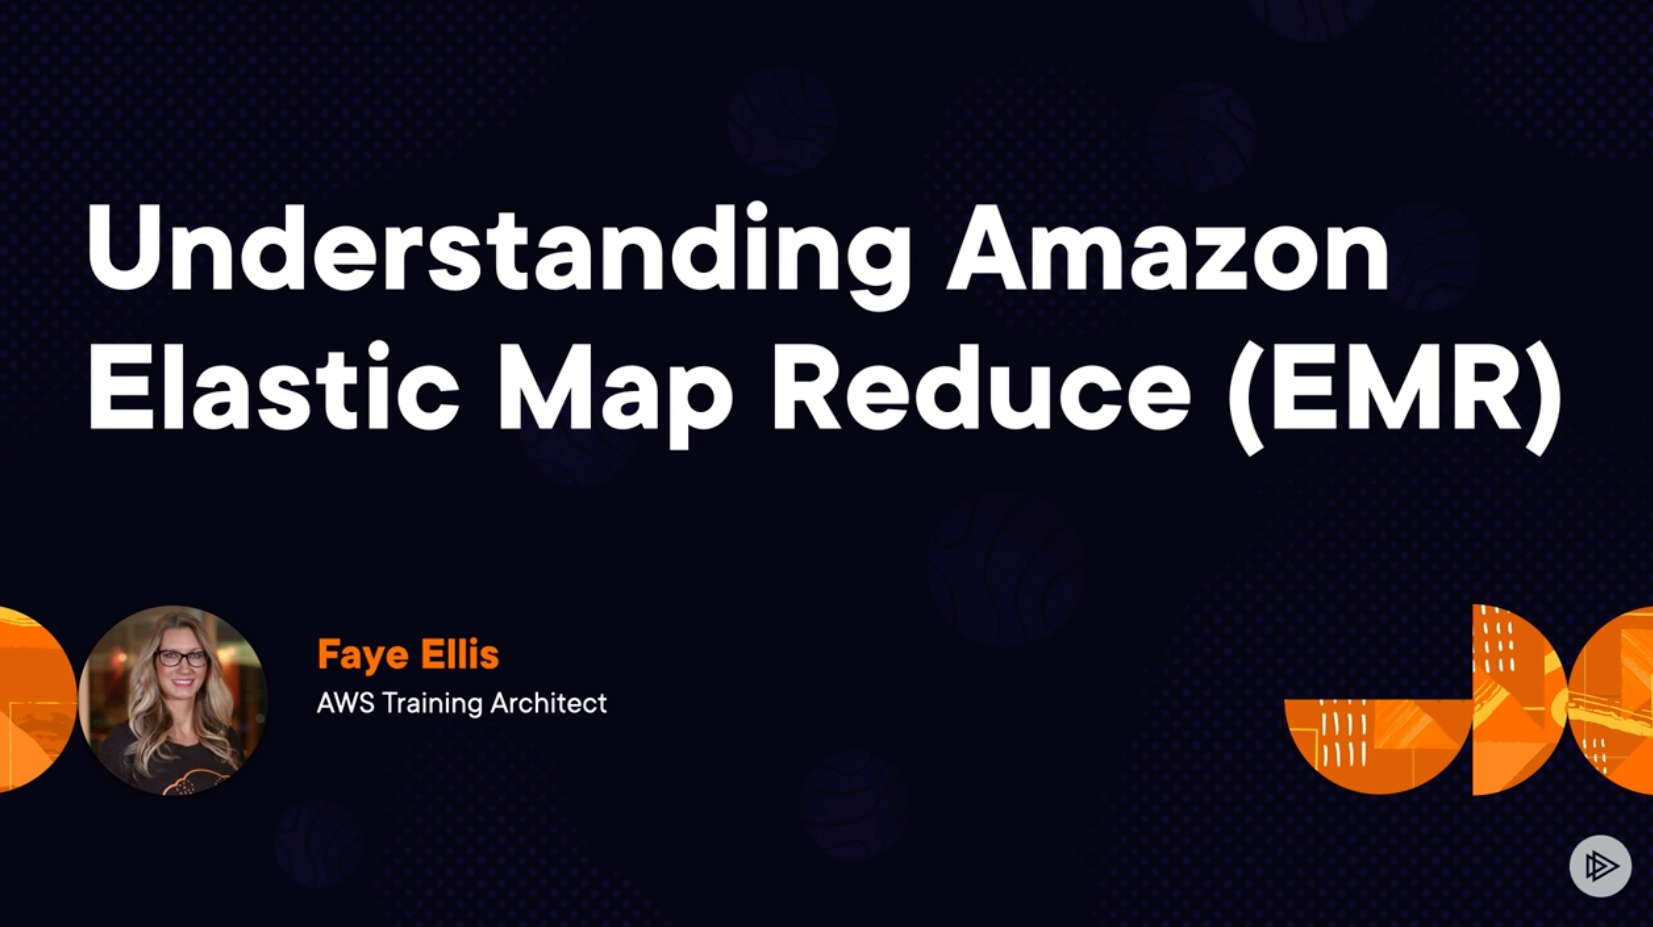 Understanding Amazon
Elastic Map Reduce (EMR)
Faye Ellis
AWS Training Architect